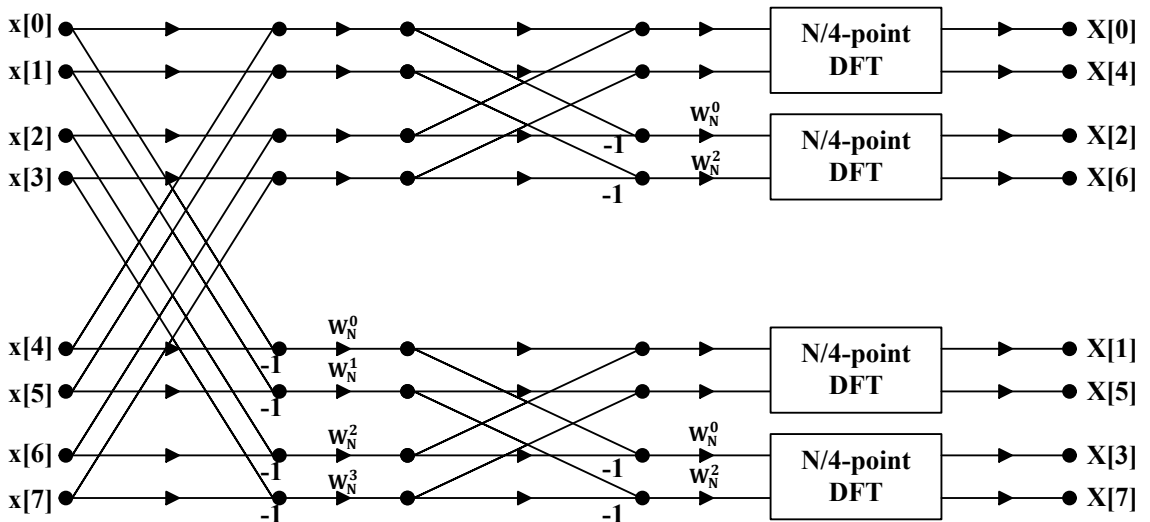 x[0] N/4-point X[0]
x[1] DFT X[4]
W_N^0
x[2] -1 N/4-point X[2]
W_N^2
x[3] -1 DFT X[6]
W_N^0
x[4] -1 N/4-point X[1]
W_N^1
x[5] -1 DFT X[5]
W_N^2 W_N^0
x[6] -1 -1 N/4-point X[3]
W_N^3 W_N^2
x[7] -1 -1 DFT X[7]